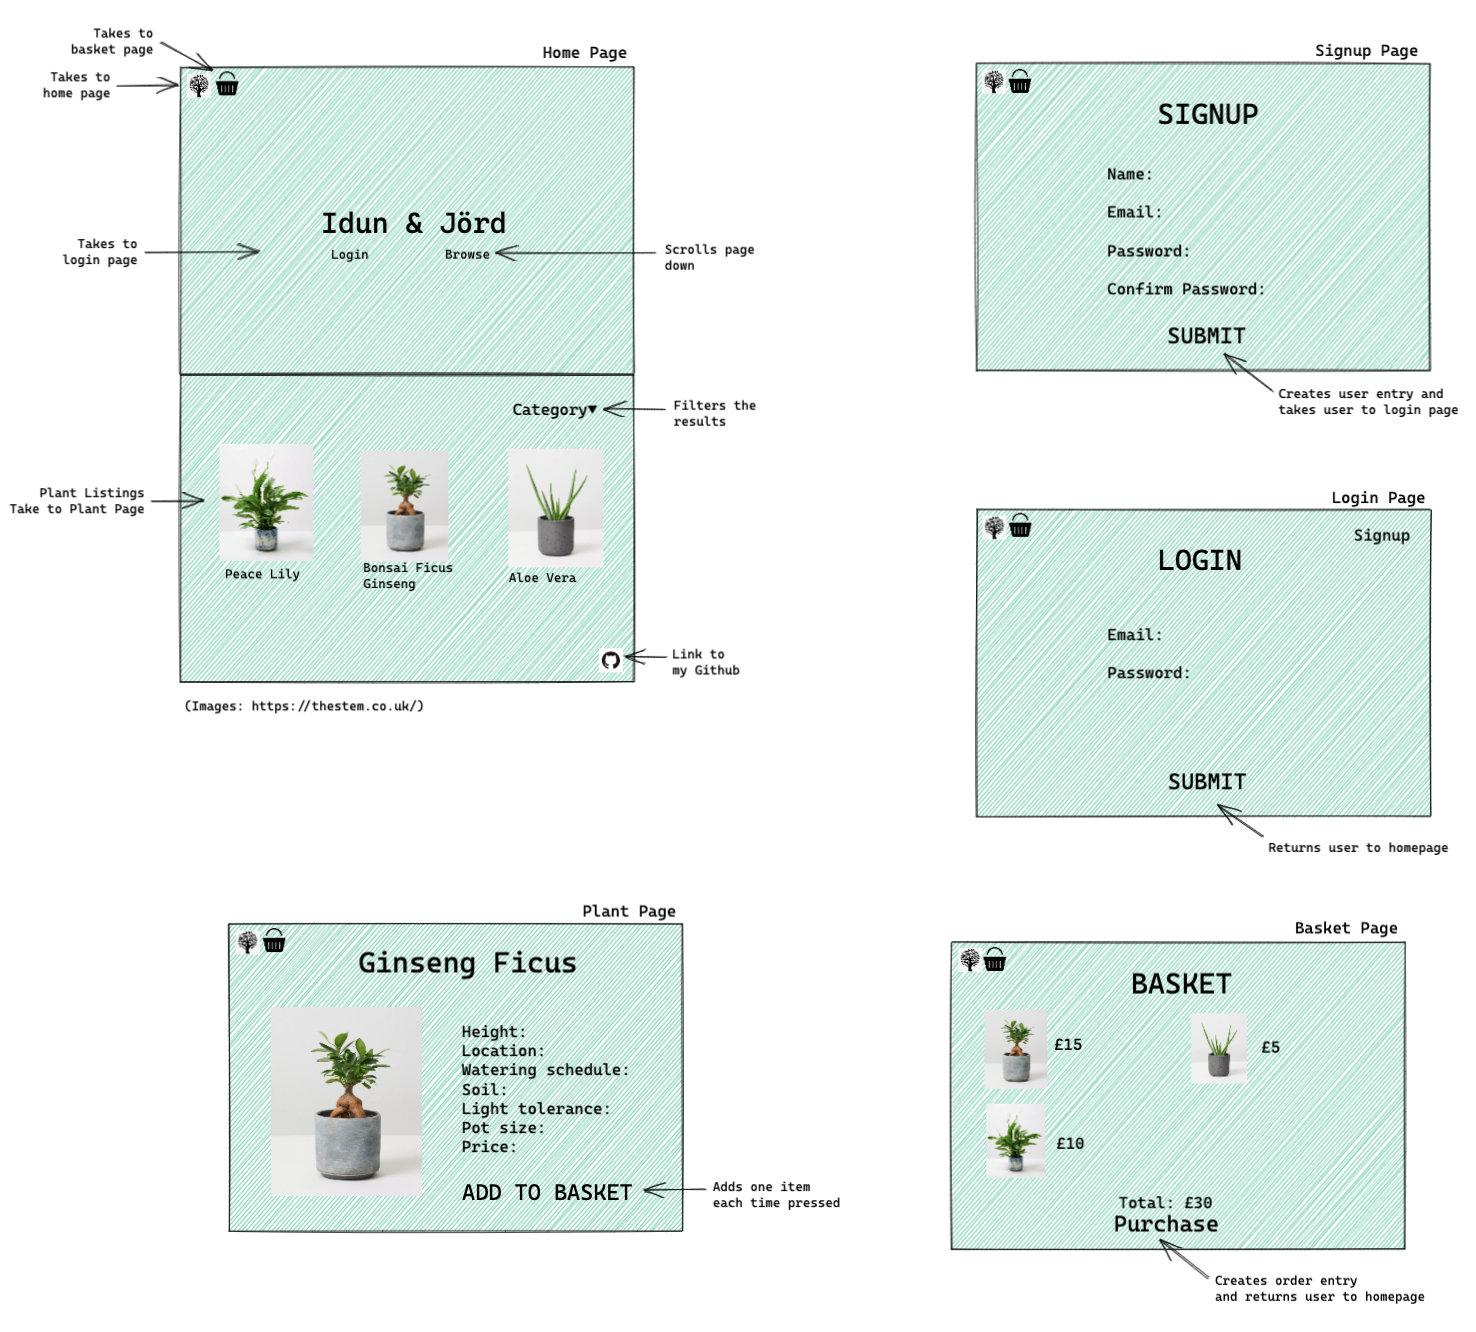 Takes to
basket page
Home Page
Takes to
home page
Idun & Jörd
Takes to
login page
Login
Browse
Scrolls page
down
Category▼
Filters the
results
Plant Listings
Take to Plant Page
Peace Lily
Bonsai Ficus
Ginseng
Aloe Vera
Link to
my Github
(Images: https://thestem.co.uk/)
Signup Page
SIGNUP
Name:
Email:
Password:
Confirm Password:
SUBMIT
Creates user entry and
takes user to login page
Login Page
Signup
LOGIN
Email:
Password:
SUBMIT
Returns user to homepage
Plant Page
Ginseng Ficus
Height:
Location:
Watering schedule:
Soil:
Light tolerance:
Pot size:
Price:
ADD TO BASKET
Adds one item
each time pressed
Basket Page
BASKET
£15
£5
£10
Total: £30
Purchase
Creates order entry
and returns user to homepage